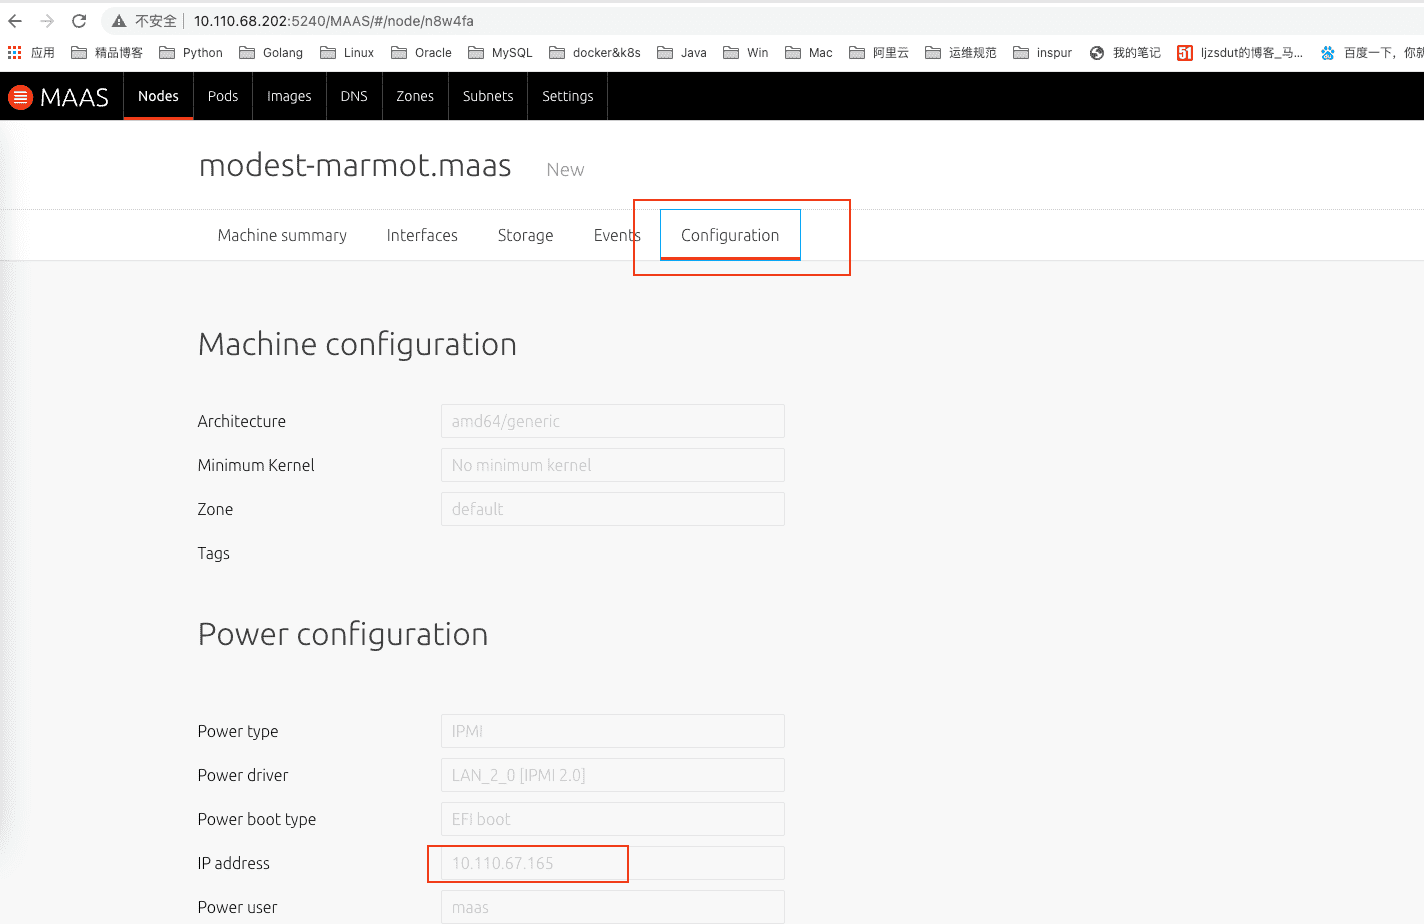 不安全 10.110.68.202:5240/MAAS/#/node/n8w4fa
应用 精品博客 Python Golang Linux Oracle MySQL docker&k8s Java Win Mac 阿里云 运维规范 inspur 我的笔记 51 ljzsdut的博客_马... 百度一下，你就
MAAS Nodes Pods Images DNS Zones Subnets Settings
modest-marmot.maas New
Machine summary Interfaces Storage Events Configuration
Machine configuration
Architecture amd64/generic
Minimum Kernel No minimum kernel
Zone default
Tags
Power configuration
Power type IPMI
Power driver LAN_2_0 [IPMI 2.0]
Power boot type EFI boot
IP address 10.110.67.165
Power user maas